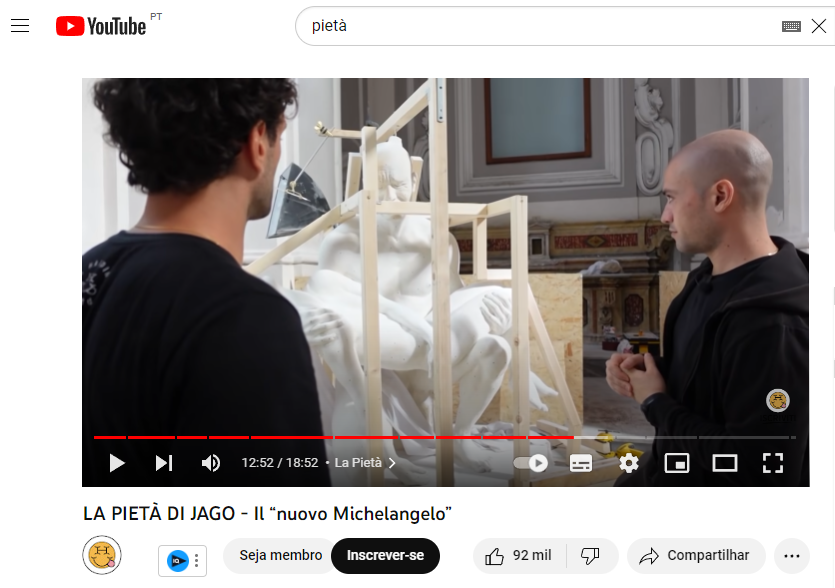 YouTube PT
pietà
12:52 / 18:52 • La Pietà
LA PIETÀ DI JAGO - Il “nuovo Michelangelo”
Seja membro
Inscrever-se
92 mil
Compartilhar